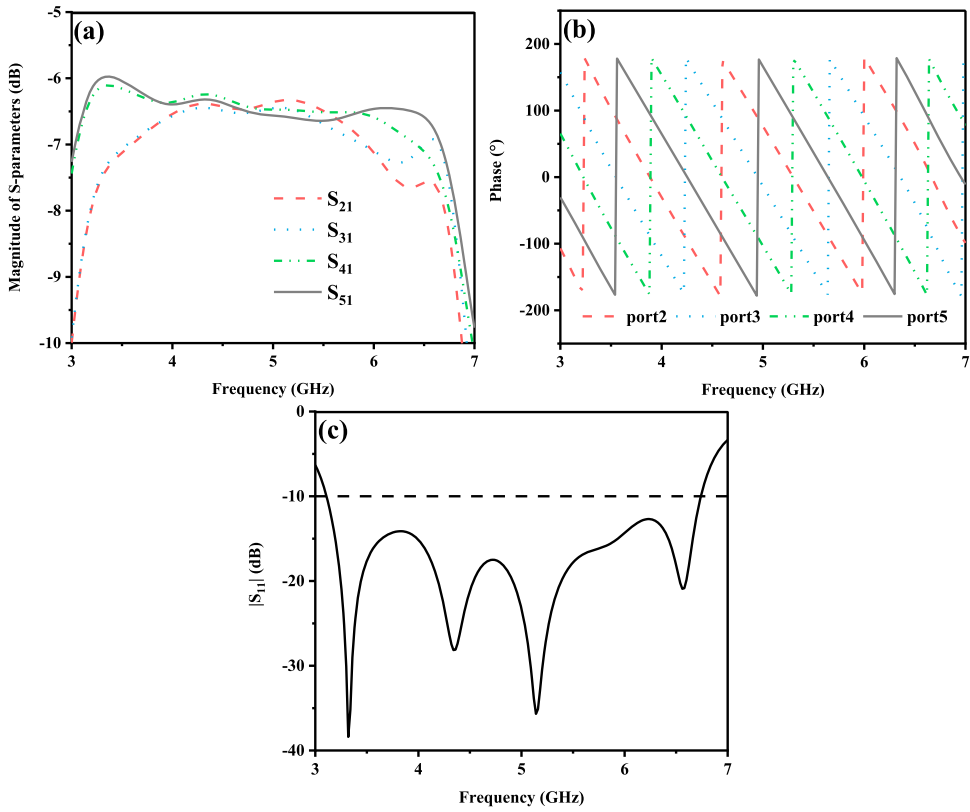 (a)
Magnitude of S-parameters (dB)
-5
-6
-7
-8
-9
-10
3 4 5 6 7
Frequency (GHz)
S21
S31
S41
S51
(b)
Phase (°)
200
100
0
-100
-200
3 4 5 6 7
Frequency (GHz)
port2 port3 port4 port5
(c)
|S11| (dB)
0
-10
-20
-30
-40
3 4 5 6 7
Frequency (GHz)